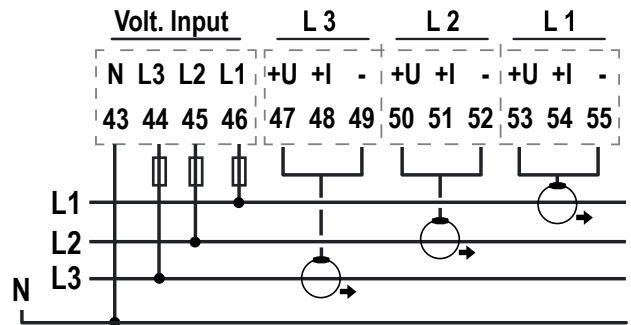 Volt. Input L 3 L 2 L 1
N L3 L2 L1 +U +I - +U +I - +U +I -
43 44 45 46 47 48 49 50 51 52 53 54 55
L1
L2
L3
N